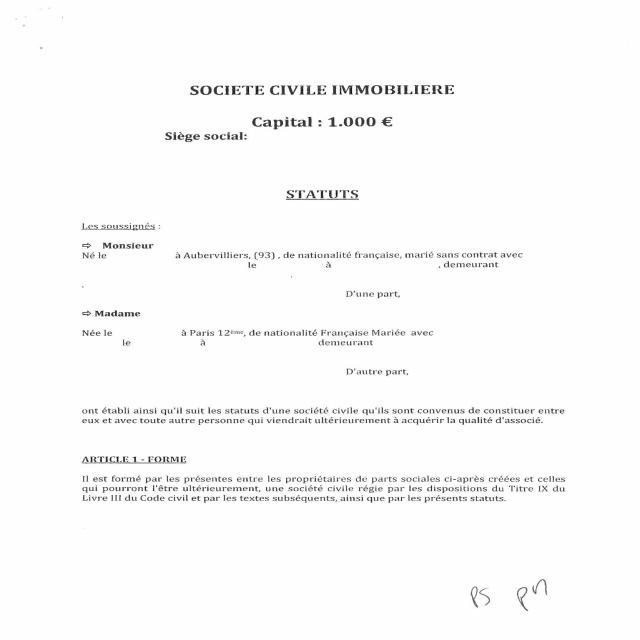 SOCIETE CIVILE IMMOBILIERE
Capital : 1.000 €
Siège social:
STATUTS
Les soussignés :
⇨ Monsieur
Né le à Aubervilliers, (93) , de nationalité française, marié sans contrat avec
le à , demeurant
D'une part,
⇨ Madame
Née le à Paris 12ème, de nationalité Française Mariée avec
le à demeurant
D'autre part,
ont établi ainsi qu'il suit les statuts d'une société civile qu'ils sont convenus de constituer entre
eux et avec toute autre personne qui viendrait ultérieurement à acquérir la qualité d'associé.
ARTICLE 1 - FORME
Il est formé par les présentes entre les propriétaires de parts sociales ci-après créées et celles
qui pourront l'être ultérieurement, une société civile régie par les dispositions du Titre IX du
Livre III du Code civil et par les textes subséquents, ainsi que par les présents statuts.
PS